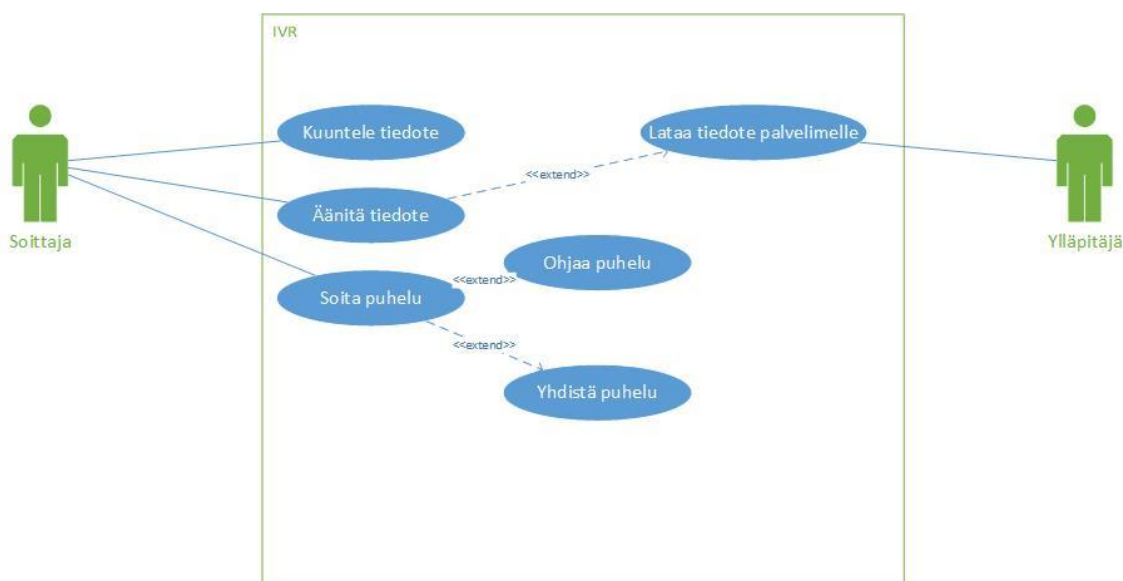 IVR
Kuuntele tiedote
Lataa tiedote palvelimelle
<<extend>>
Äänitä tiedote
Soittaja
Ylläpitäjä
Ohjaa puhelu
<<extend>>
Soita puhelu
<<extend>>
Yhdistä puhelu